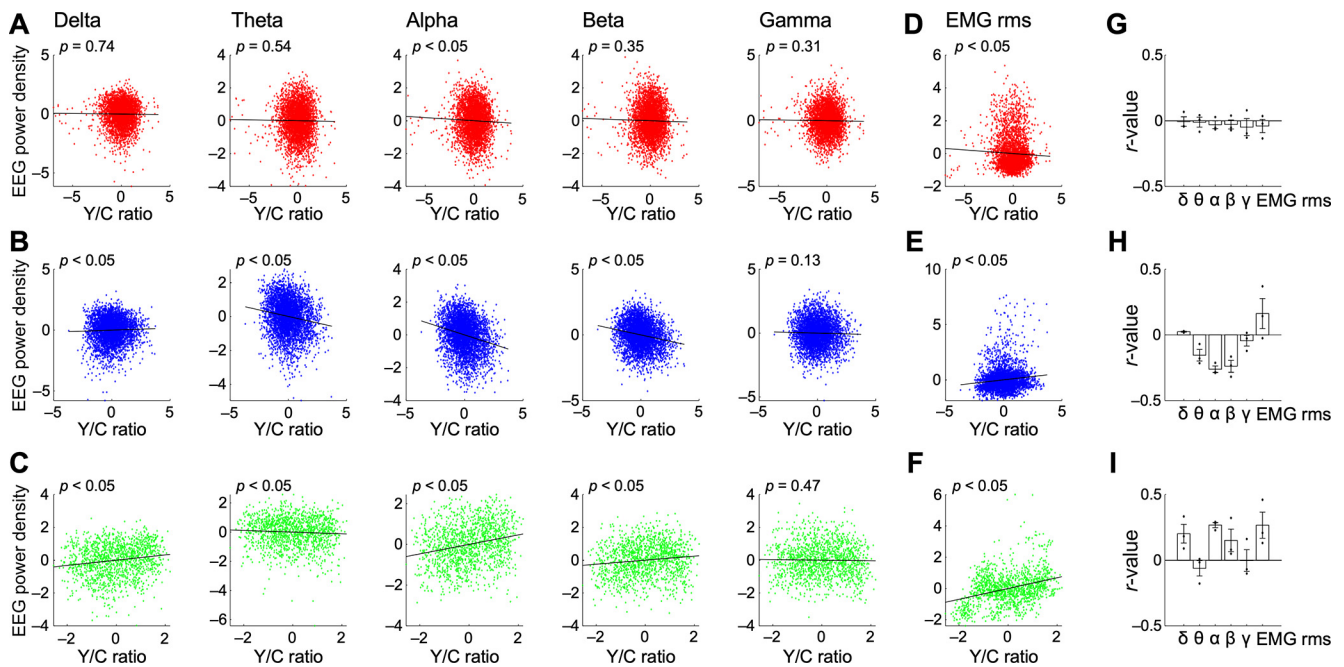 A Delta Theta Alpha Beta Gamma D EMG rms G
p = 0.74 p = 0.54 p < 0.05 p = 0.35 p = 0.31 p < 0.05
EEG power density
5 0 –5
–5 0 5
Y/C ratio
4 2 0 –2 –4
–5 0 5
Y/C ratio
4 2 0 –2 –4
–5 0 5
Y/C ratio
4 2 0 –2 –4
–5 0 5
Y/C ratio
5 0 –5
–5 0 5
Y/C ratio
6 4 2 0 –2
–5 0 5
Y/C ratio
r-value
0.5 0 –0.5
δ θ α β γ EMG rms
B E H
p < 0.05 p < 0.05 p < 0.05 p < 0.05 p = 0.13 p < 0.05
EEG power density
5 0 –5
–5 0 5
Y/C ratio
2 0 –2 –4
–5 0 5
Y/C ratio
4 2 0 –2 –4
–5 0 5
Y/C ratio
5 0 –5
–5 0 5
Y/C ratio
5 0 –5
–5 0 5
Y/C ratio
10 5 0
–5 0 5
Y/C ratio
r-value
0.5 0 –0.5
δ θ α β γ EMG rms
C F I
p < 0.05 p < 0.05 p < 0.05 p < 0.05 p = 0.47 p < 0.05
EEG power density
4 2 0 –2 –4
–2 0 2
Y/C ratio
2 0 –2 –4 –6
–2 0 2
Y/C ratio
2 0 –2 –4
–2 0 2
Y/C ratio
4 2 0 –2 –4
–2 0 2
Y/C ratio
4 2 0 –2 –4
–2 0 2
Y/C ratio
6 4 2 0 –2
–2 0 2
Y/C ratio
r-value
0.5 0 –0.5
δ θ α β γ EMG rms